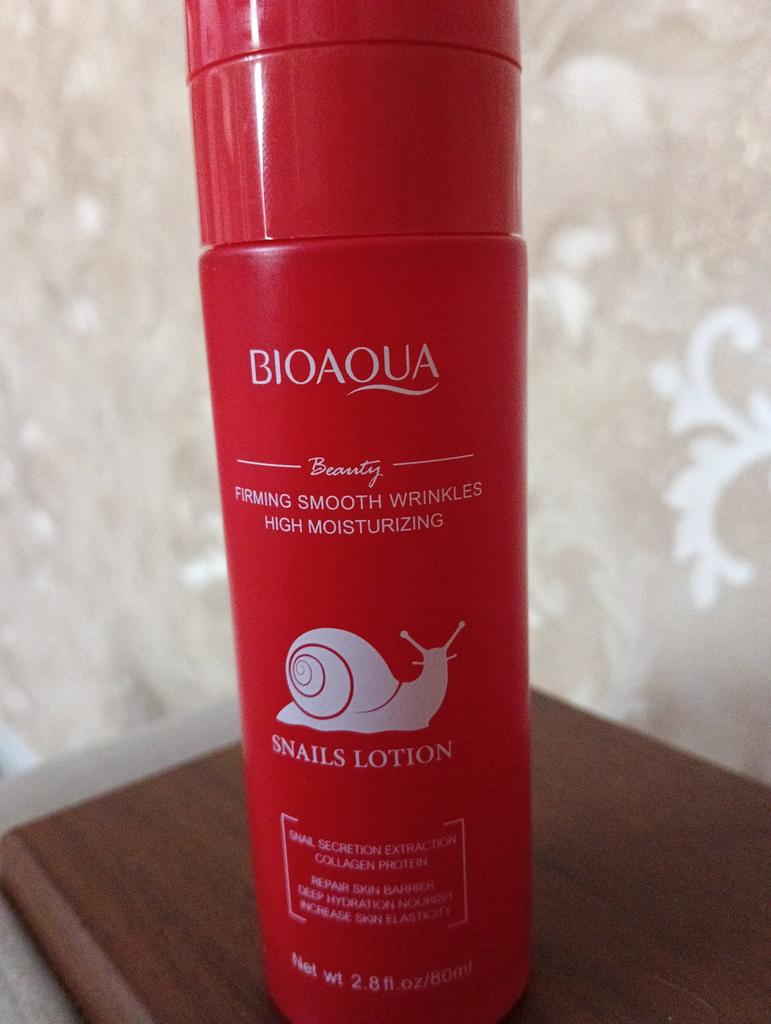 BIOAQUA
Beauty
FIRMING SMOOTH WRINKLES
HIGH MOISTURIZING
SNAILS LOTION
SNAIL SECRETION EXTRACTION
COLLAGEN PROTEIN
REPAIR SKIN BARRIER
DEEP HYDRATION NOURISH
INCREASE SKIN ELASTICITY
Net wt 2.8fl.oz/80ml